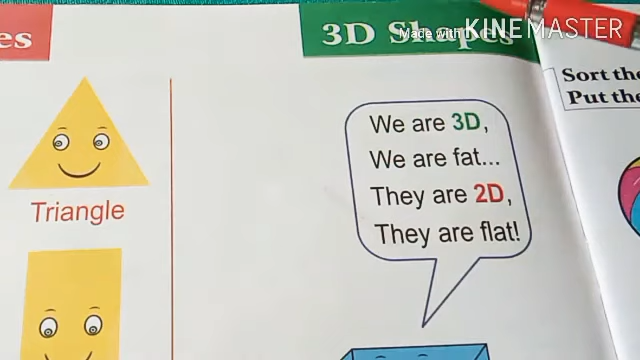 es
3D Shapes
Made with KINEMASTER
Sort the
Put the
We are 3D,
We are fat...
They are 2D,
They are flat!
Triangle